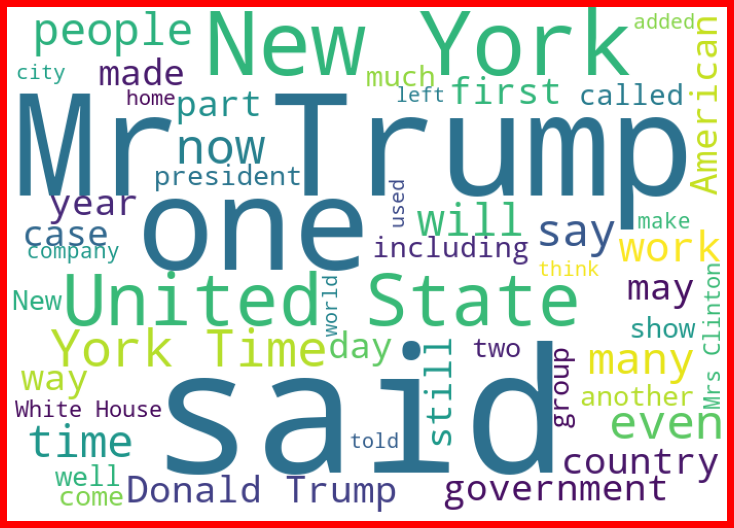 people New York added
city made much American
home part left first called
Mr Trump
now
president
year one used will say make
case including work
company think
United State may
New world show
York Time day two many Mrs Clinton
way still group another
White House said even
time told country
well
come Donald Trump government